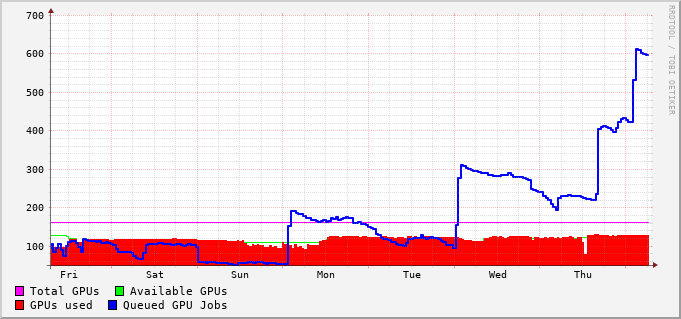 700
600
500
400
300
200
100
Fri Sat Sun Mon Tue Wed Thu
Total GPUs Available GPUs
GPUs used Queued GPU Jobs
RRDTOOL / TOBI OETIKER